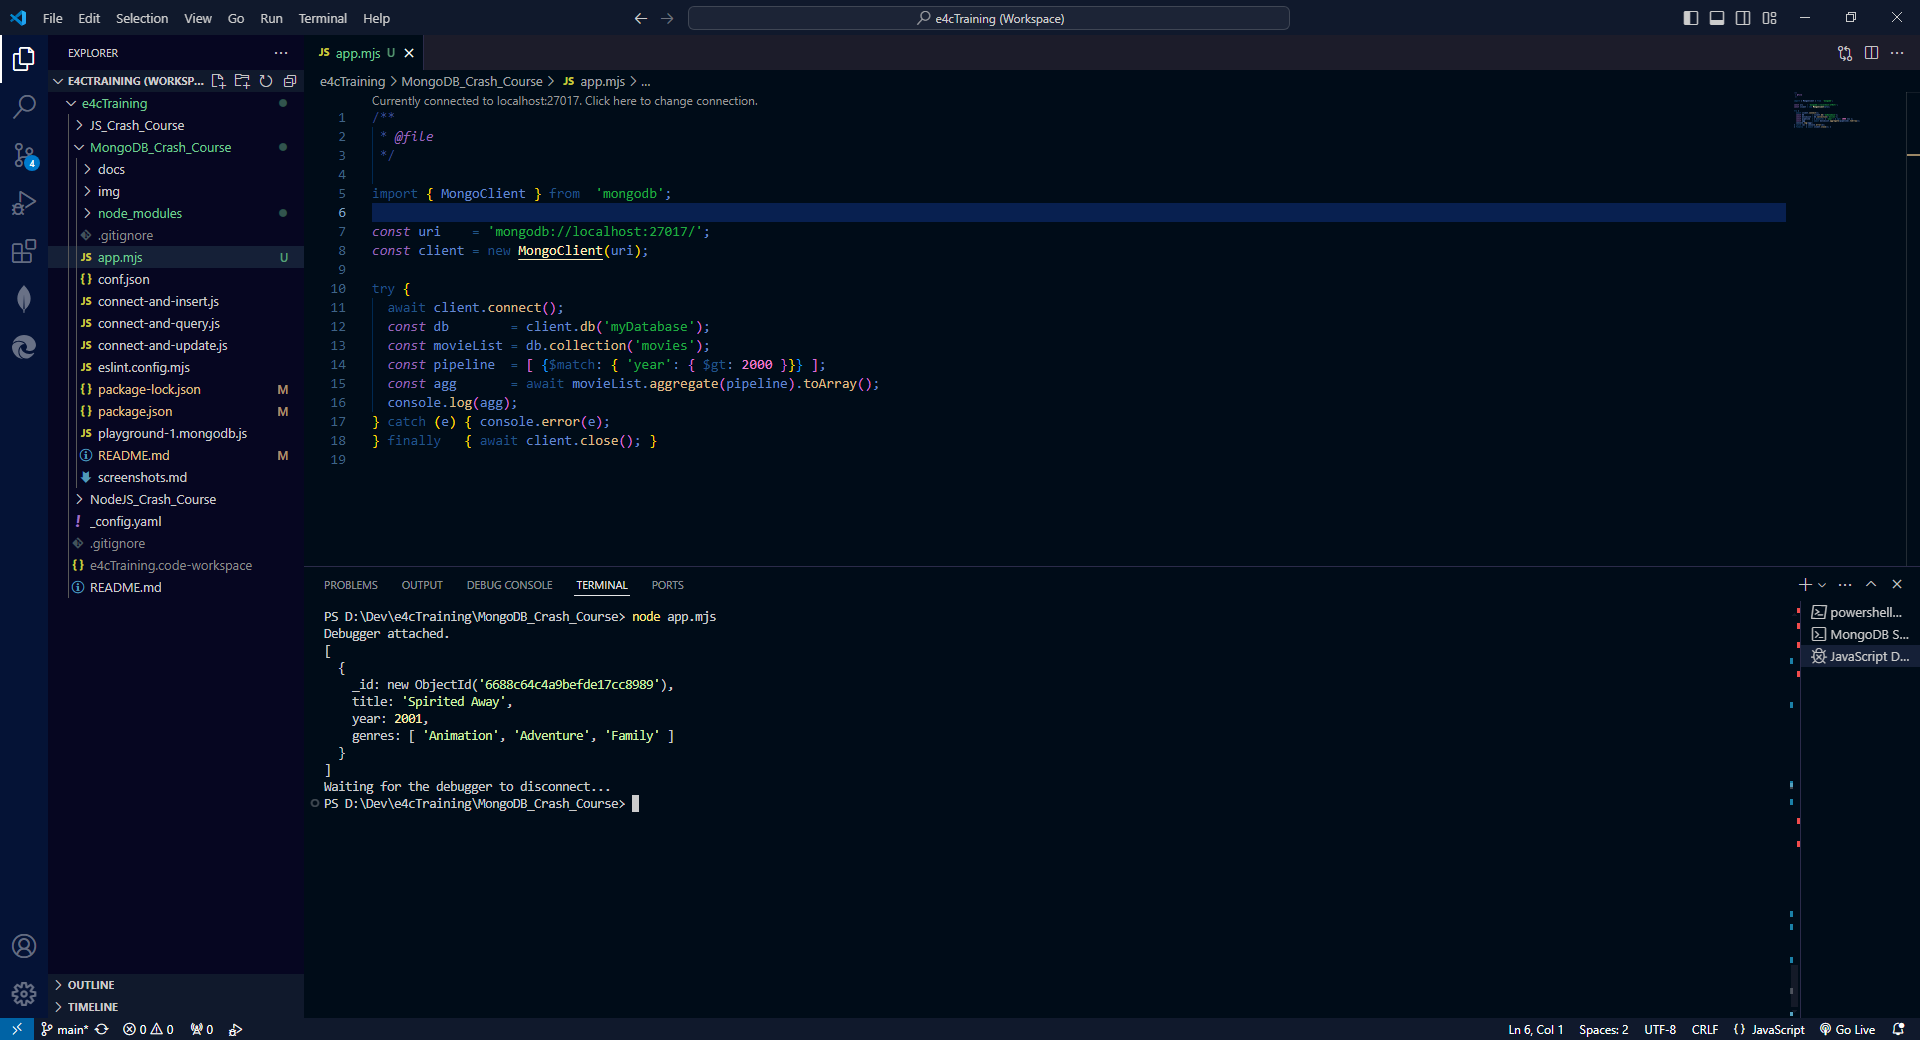 File Edit Selection View Go Run Terminal Help
e4cTraining (Workspace)
EXPLORER
E4CTRAINING (WORKSP...
e4cTraining
JS_Crash_Course
MongoDB_Crash_Course
docs
img
node_modules
.gitignore
JS app.mjs U
{} conf.json
JS connect-and-insert.js
JS connect-and-query.js
JS connect-and-update.js
JS eslint.config.mjs
{} package-lock.json M
{} package.json M
JS playground-1.mongodb.js
README.md M
screenshots.md
NodeJS_Crash_Course
! _config.yaml
.gitignore
{} e4cTraining.code-workspace
README.md
OUTLINE
TIMELINE
4
JS app.mjs U
e4cTraining > MongoDB_Crash_Course > JS app.mjs > ...
Currently connected to localhost:27017. Click here to change connection.
1 /**
2 * @file
3 */
4
5 import { MongoClient } from 'mongodb';
6
7 const uri = 'mongodb://localhost:27017/';
8 const client = new MongoClient(uri);
9
10 try {
11 await client.connect();
12 const db = client.db('myDatabase');
13 const movieList = db.collection('movies');
14 const pipeline = [ {$match: { 'year': { $gt: 2000 }}} ];
15 const agg = await movieList.aggregate(pipeline).toArray();
16 console.log(agg);
17 } catch (e) { console.error(e);
18 } finally { await client.close(); }
19
PROBLEMS OUTPUT DEBUG CONSOLE TERMINAL PORTS
PS D:\Dev\e4cTraining\MongoDB_Crash_Course> node app.mjs
Debugger attached.
[
{
_id: new ObjectId('6688c64c4a9befde17cc8989'),
title: 'Spirited Away',
year: 2001,
genres: [ 'Animation', 'Adventure', 'Family' ]
}
]
Waiting for the debugger to disconnect...
PS D:\Dev\e4cTraining\MongoDB_Crash_Course>
powershell...
MongoDB S...
JavaScript D...
main* 0 0 0
Ln 6, Col 1 Spaces: 2 UTF-8 CRLF {} JavaScript Go Live